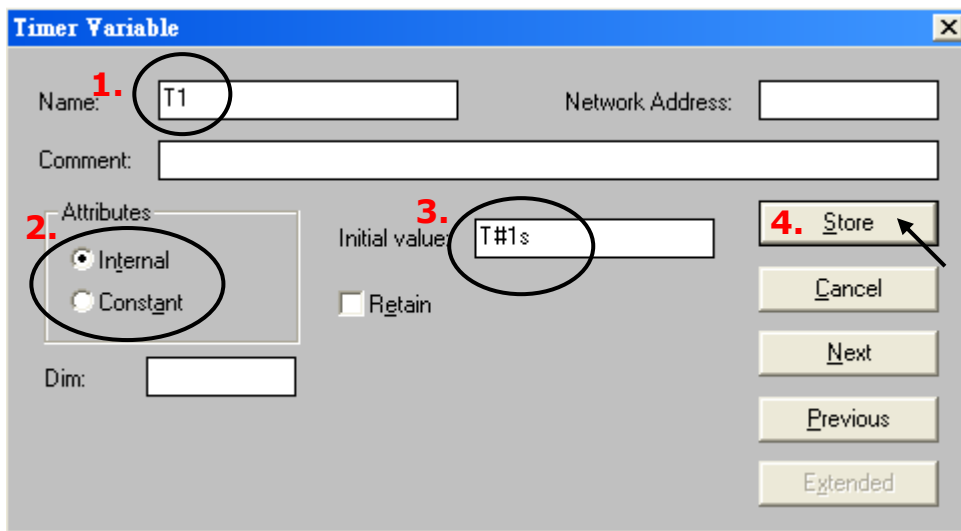 Timer Variable
1.
Name: T1
Network Address:
Comment:
Attributes
2.
Internal
Constant
3.
Initial value: T#1s
Retain
Dim:
4. Store
Cancel
Next
Previous
Extended